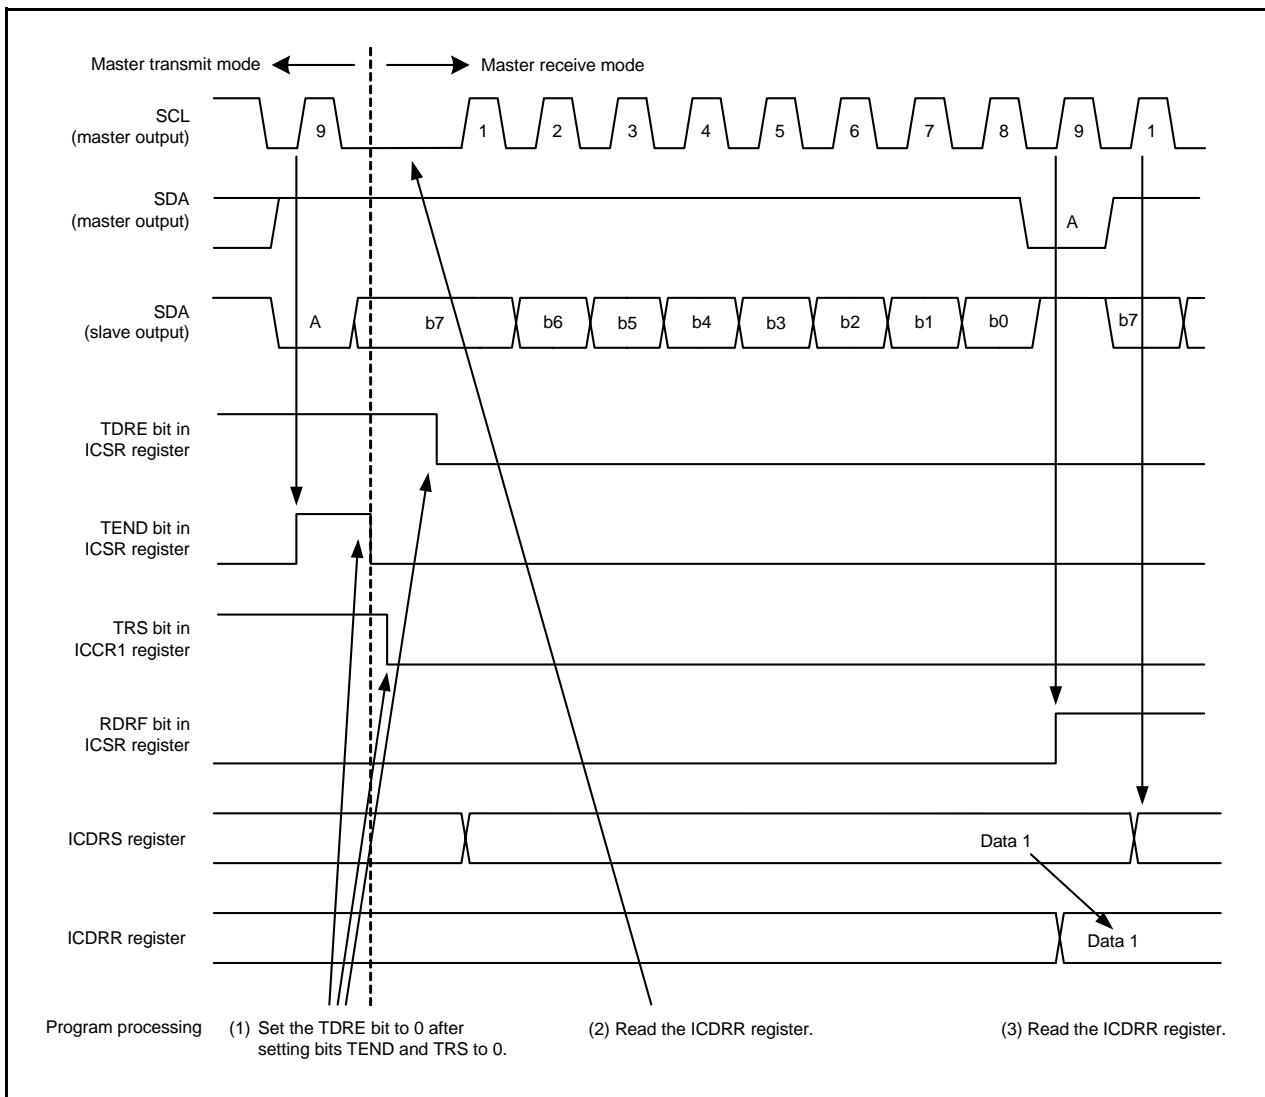 Master transmit mode
Master receive mode
SCL
(master output)
9 1 2 3 4 5 6 7 8 9 1
SDA
(master output)
A
SDA
(slave output)
A b7 b6 b5 b4 b3 b2 b1 b0 b7
TDRE bit in
ICSR register
TEND bit in
ICSR register
TRS bit in
ICCR1 register
RDRF bit in
ICSR register
ICDRS register
Data 1
ICDRR register
Data 1
Program processing
(1) Set the TDRE bit to 0 after
setting bits TEND and TRS to 0.
(2) Read the ICDRR register.
(3) Read the ICDRR register.